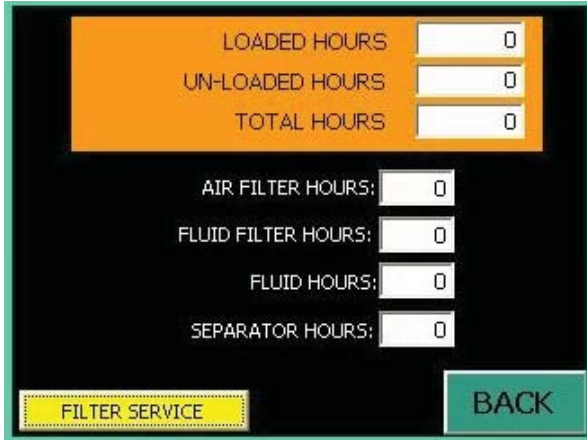 LOADED HOURS 0
UN-LOADED HOURS 0
TOTAL HOURS 0
AIR FILTER HOURS: 0
FLUID FILTER HOURS: 0
FLUID HOURS: 0
SEPARATOR HOURS: 0
FILTER SERVICE
BACK